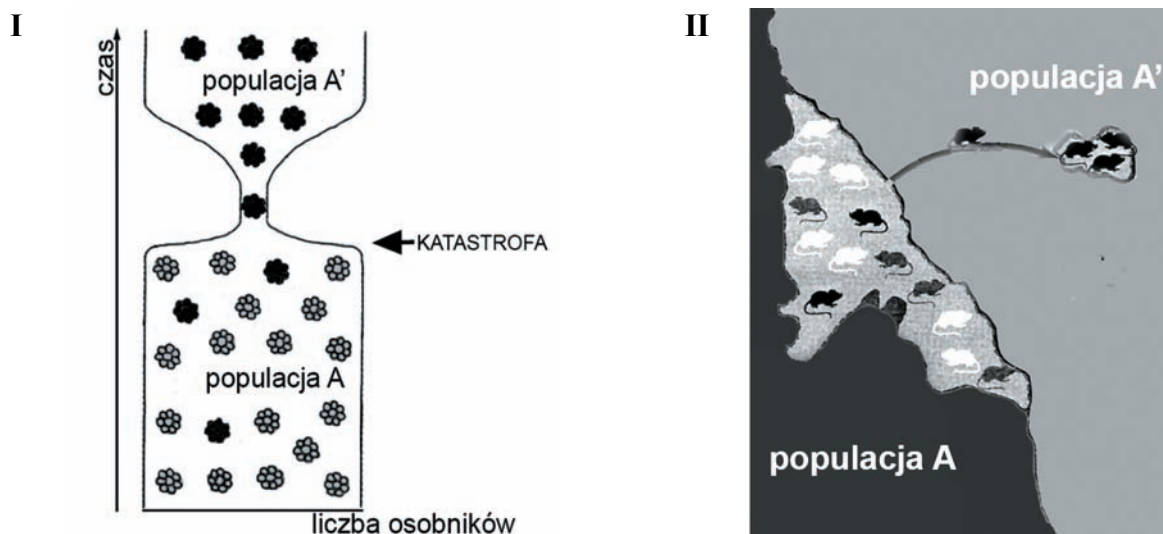 I
czas
populacja A'
KATASTROFA
populacja A
liczba osobników
II
populacja A'
populacja A